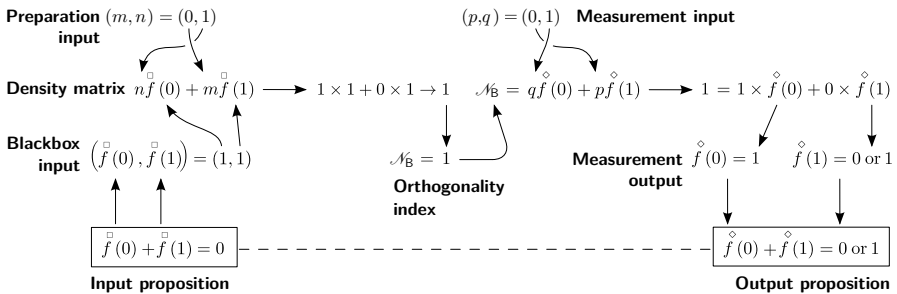 Preparation input (m, n) = (0, 1)
(p,q) = (0, 1) Measurement input
Density matrix nf□(0) + mf□(1) → 1 × 1 + 0 × 1 → 1
𝒩_B = qf◇(0) + pf◇(1) → 1 = 1 × f◇(0) + 0 × f◇(1)
Blackbox input (f□(0), f□(1)) = (1, 1)
𝒩_B = 1
Orthogonality
index
Measurement output f◇(0) = 1
f◇(1) = 0 or 1
f□(0) + f□(1) = 0
f◇(0) + f◇(1) = 0 or 1
Input proposition
Output proposition